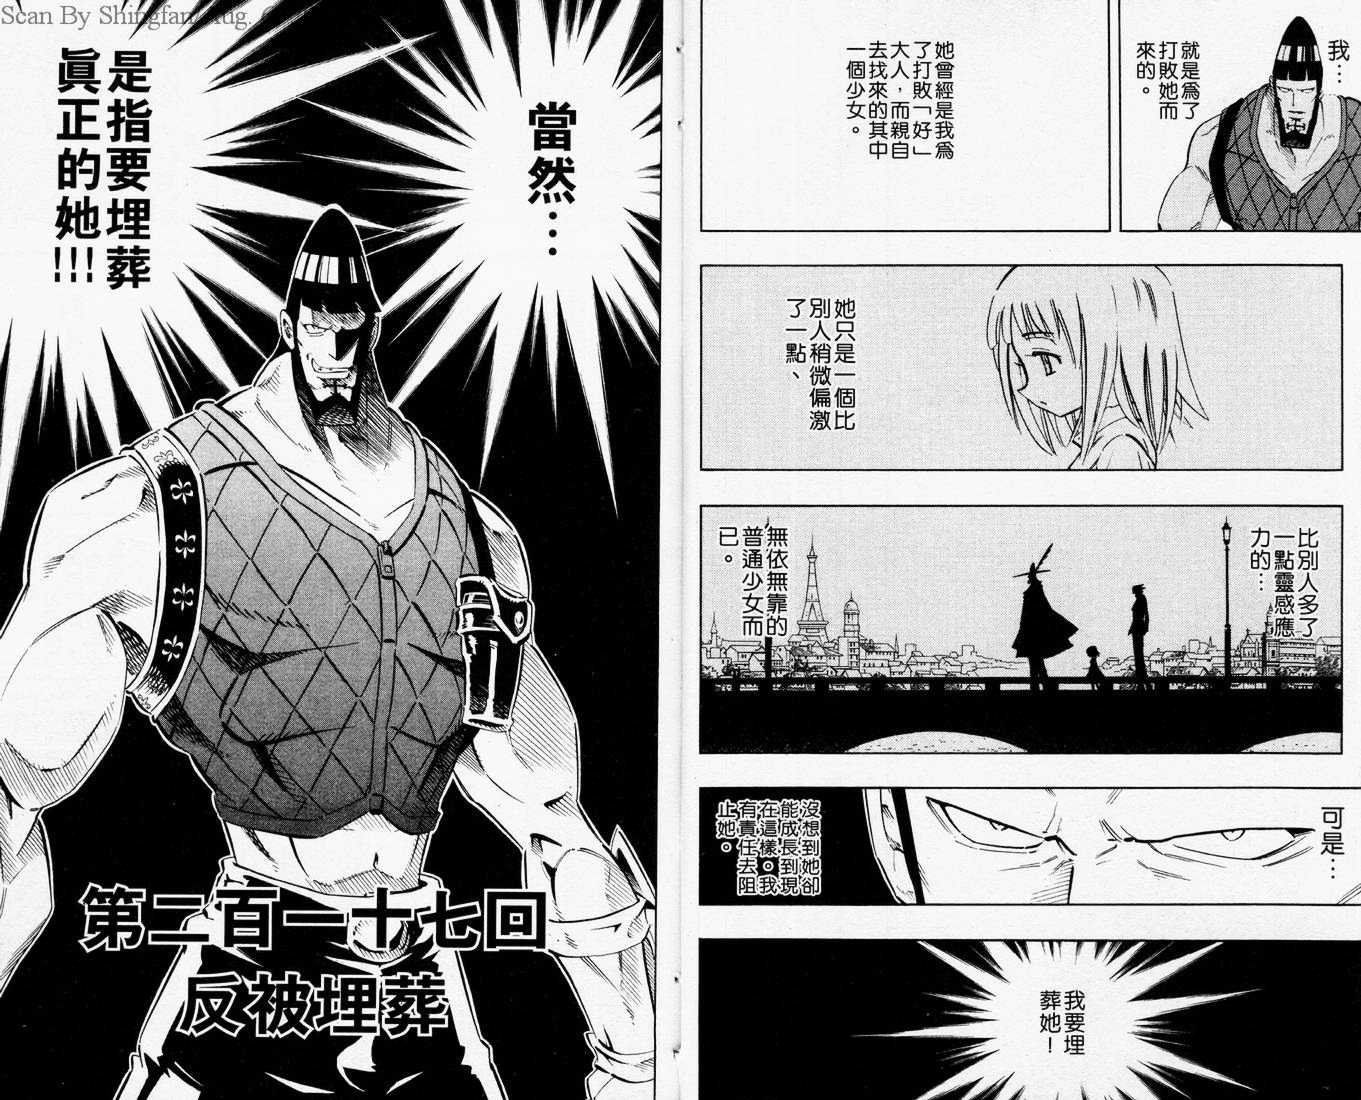 Scan By Shingfan Aug.
我…
就是為了
打敗她而
來的。
她曾經是我為
了打敗「好」
大人，而親自
去找來的其中
一個少女。
她只是一個比
別人稍微偏激
了一點、
比別人多了
一點靈感應
力的…
無依無靠的
普通少女而
已。
可是…
沒想到她卻
能成長到現
在這樣。我
有責任去阻
止她。
我要埋
葬她！
當然…
是指要埋葬
真正的她!!!
第二百一十七回
反被埋葬